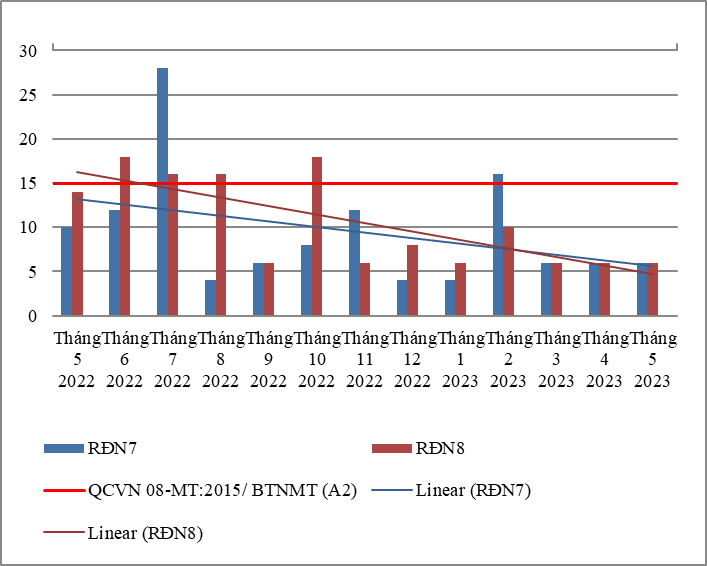 30
25
20
15
10
5
0
Tháng Tháng Tháng Tháng Tháng Tháng Tháng Tháng Tháng Tháng Tháng Tháng Tháng
5 6 7 8 9 10 11 12 1 2 3 4 5
2022 2022 2022 2022 2022 2022 2022 2022 2023 2023 2023 2023 2023
RĐN7 RĐN8
QCVN 08-MT:2015/ BTNMT (A2) Linear (RĐN7)
Linear (RĐN8)